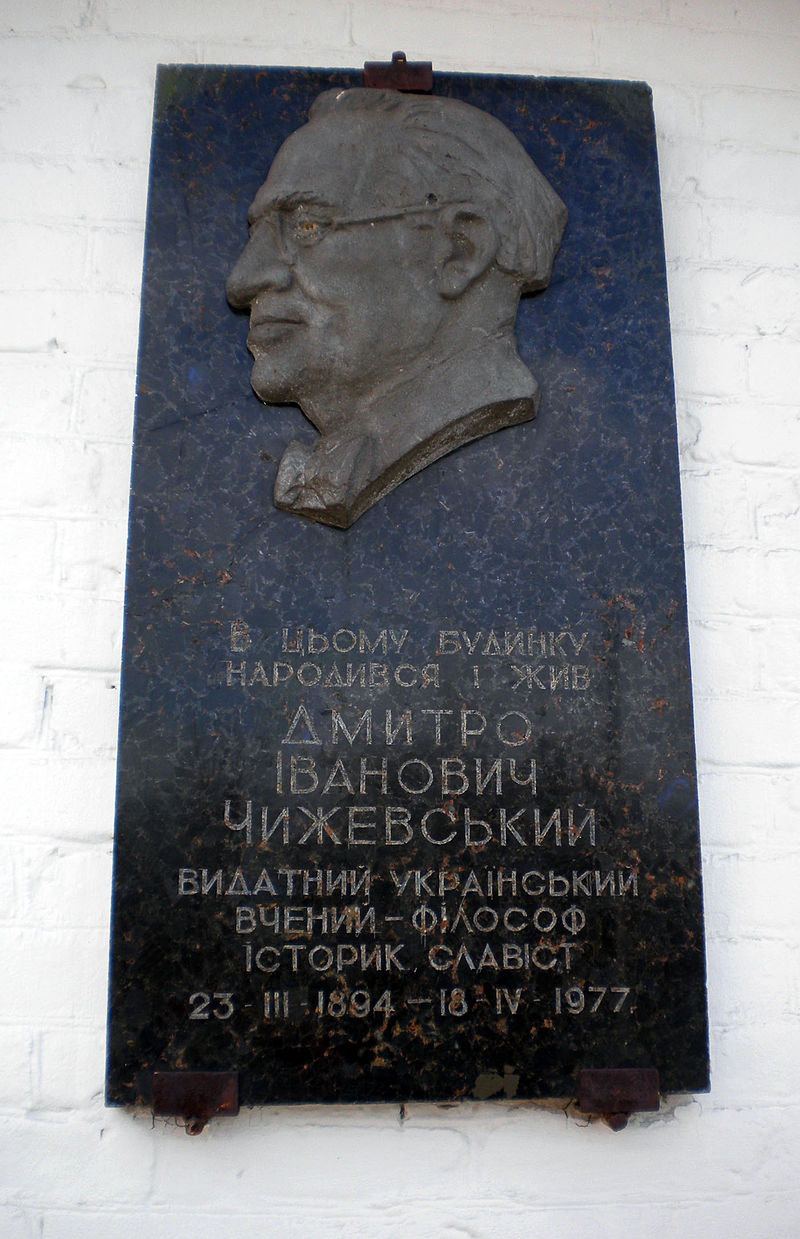 В ЦЬОМУ БУДИНКУ
НАРОДИВСЯ І ЖИВ
ДМИТРО
ІВАНОВИЧ
ЧИЖЕВСЬКИЙ
ВИДАТНИЙ УКРАЇНСЬКИЙ
ВЧЕНИЙ-ФІЛОСОФ
ІСТОРИК, СЛАВІСТ
23-III-1894-18-IV-1977.